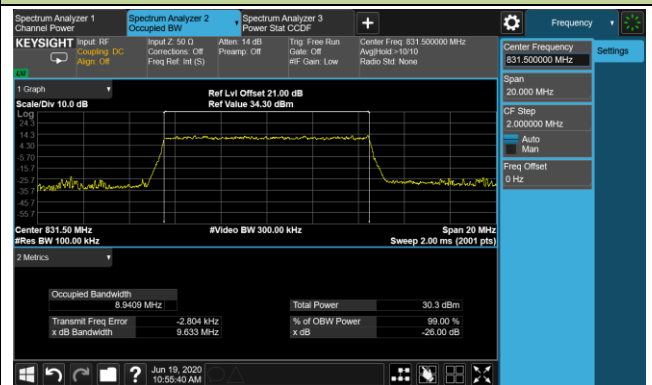 Spectrum Analyzer 1
Channel Power
Spectrum Analyzer 2
Occupied BW
Spectrum Analyzer 3
Power Stat CCDF
Frequency
KEYSIGHT
Input: RF
Coupling: DC
Align: Off
Input Z: 50 Ω
Corrections: Off
Freq Ref: Int (S)
Atten: 14 dB
Preamp: Off
Trig: Free Run
Gate: Off
#IF Gain: Low
Center Freq: 831.500000 MHz
Avg|Hold:>10/10
Radio Std: None
Center Frequency
831.500000 MHz
Settings
Span
20.000 MHz
CF Step
2.000000 MHz
Auto
Man
Freq Offset
0 Hz
1 Graph
Scale/Div 10.0 dB
Ref Lvl Offset 21.00 dB
Ref Value 34.30 dBm
Log
24.3
14.3
4.30
-5.70
-15.7
-25.7
-35.7
-45.7
-55.7
Center 831.50 MHz
#Res BW 100.00 kHz
#Video BW 300.00 kHz
Span 20 MHz
Sweep 2.00 ms (2001 pts)
2 Metrics
Occupied Bandwidth
8.9409 MHz
Total Power 30.3 dBm
Transmit Freq Error -2.804 kHz
% of OBW Power 99.00 %
x dB Bandwidth 9.633 MHz
x dB -26.00 dB
Jun 19, 2020
10:55:40 AM